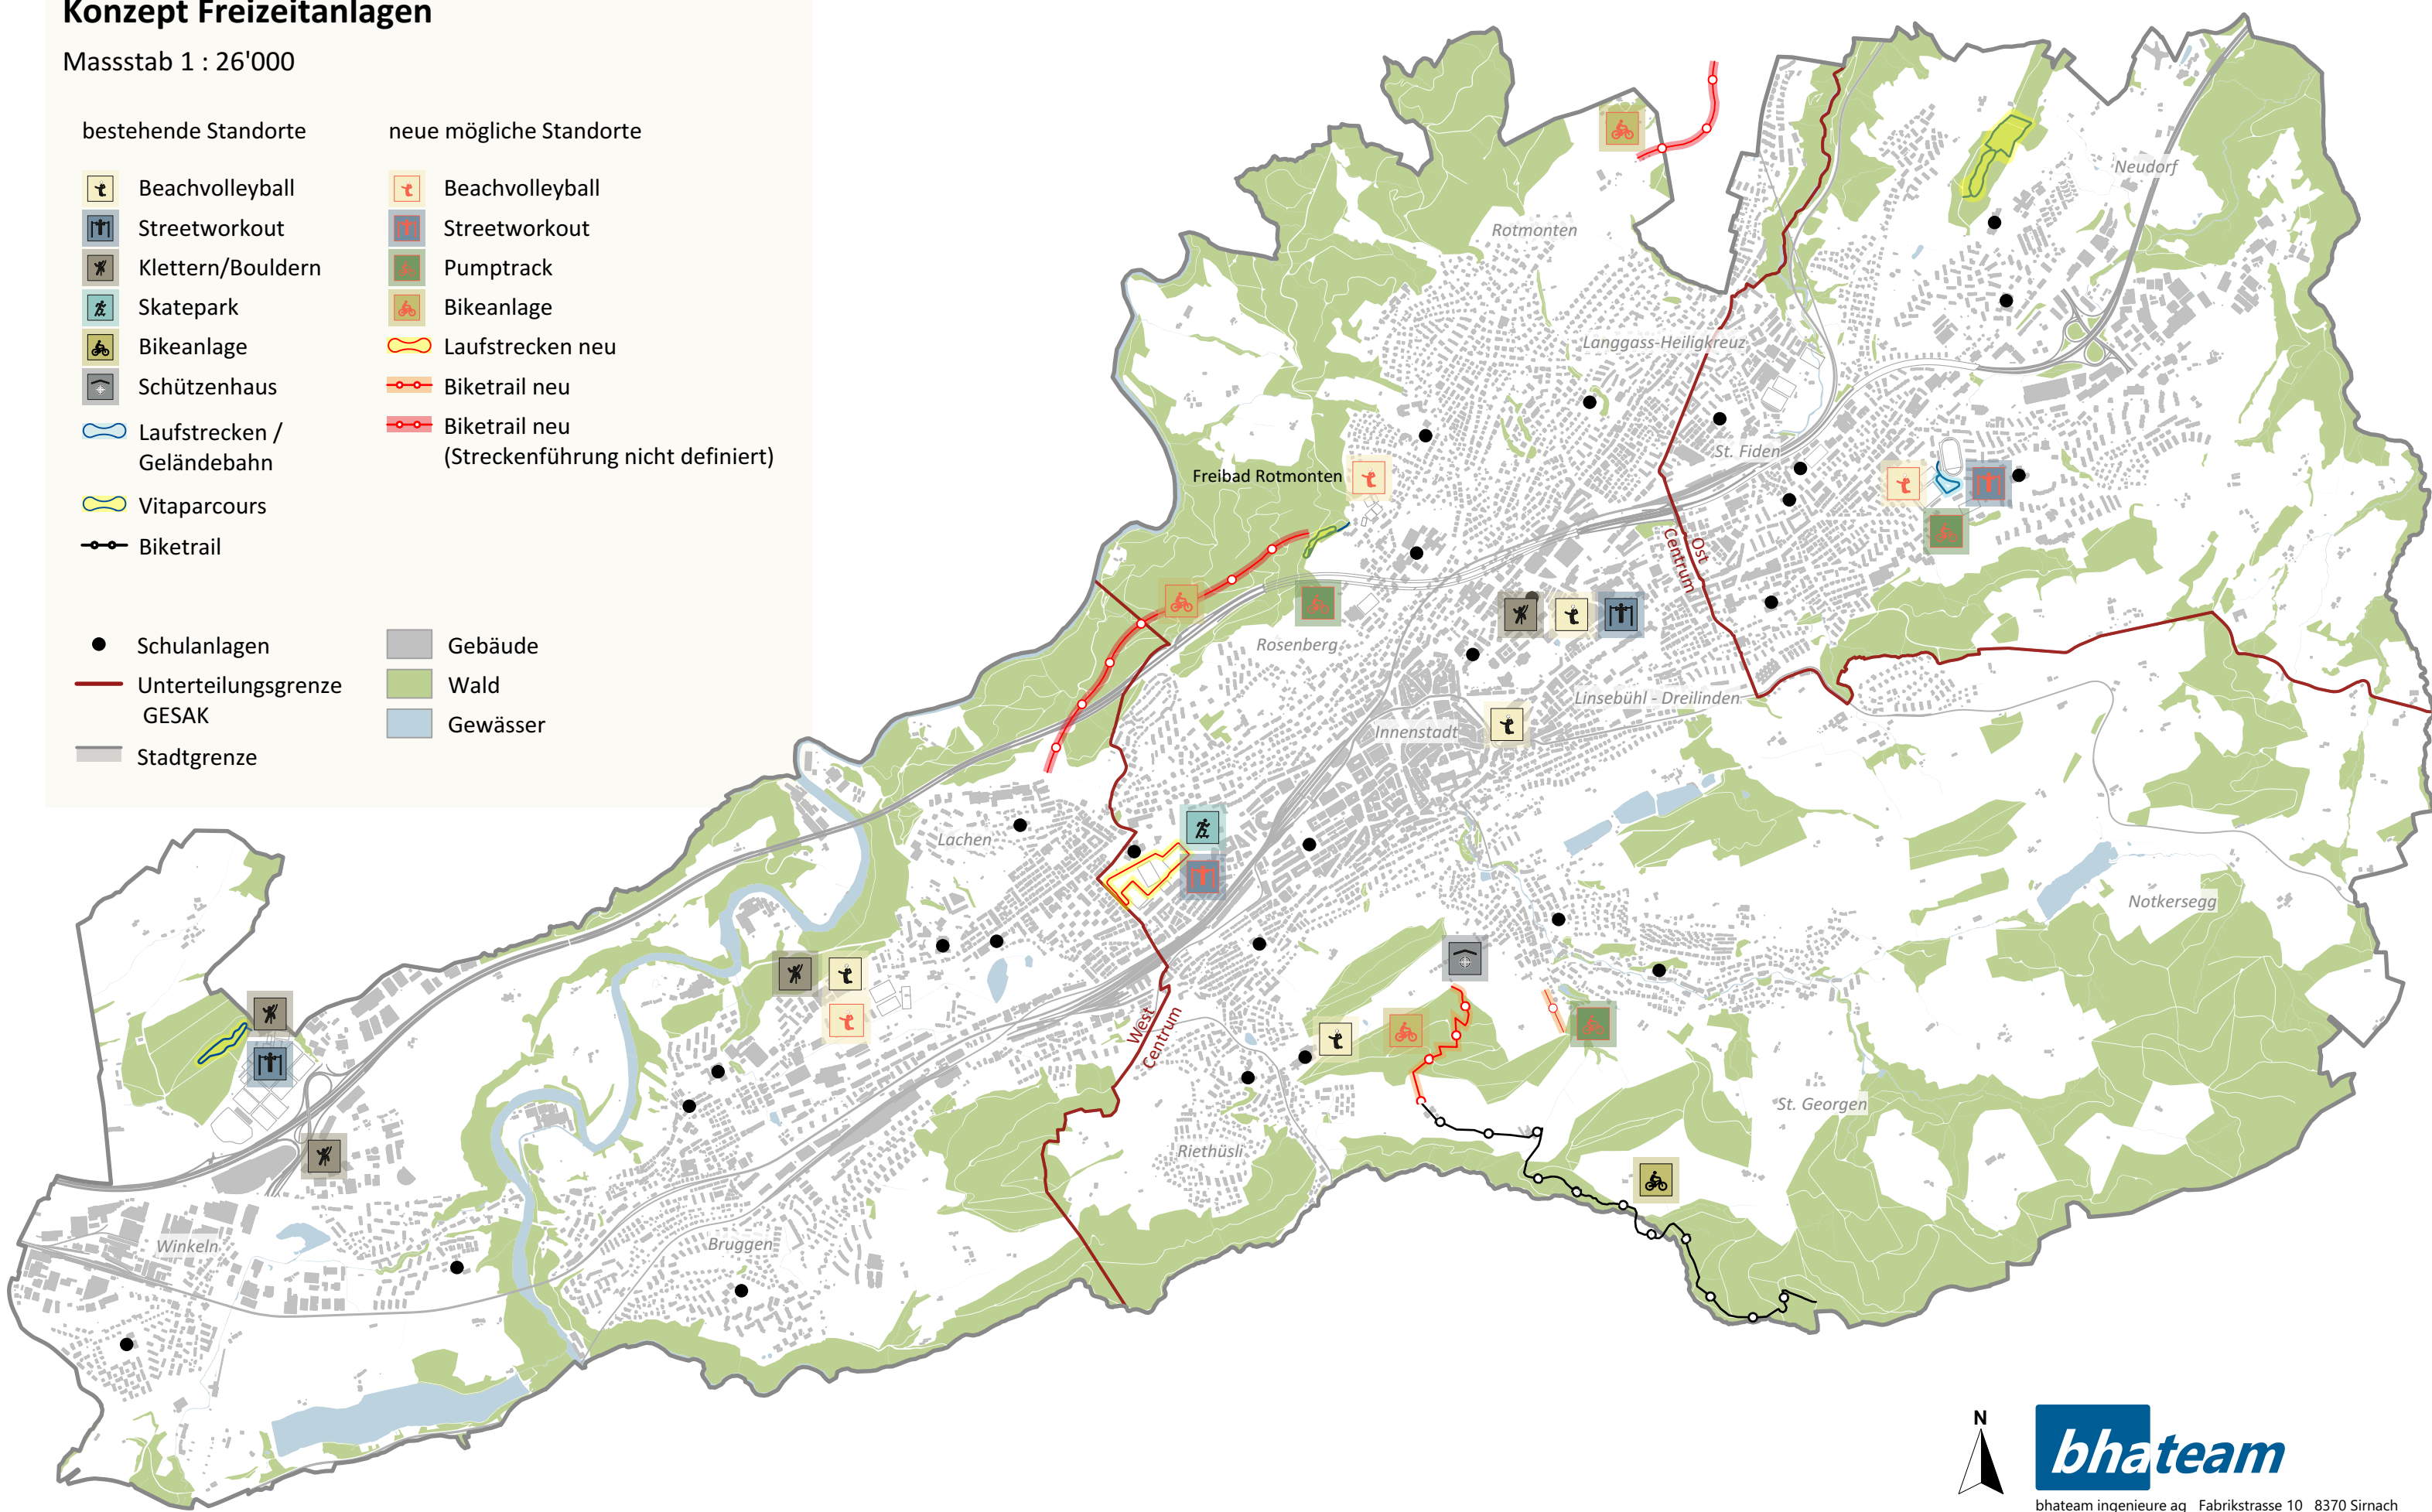 Konzept Freizeitanlagen
Massstab 1 : 26'000
bestehende Standorte
Beachvolleyball
Streetworkout
Klettern/Bouldern
Skatepark
Bikeanlage
Schützenhaus
Laufstrecken /
Geländebahn
Vitaparcours
Biketrail
neue mögliche Standorte
Beachvolleyball
Streetworkout
Pumptrack
Bikeanlage
Laufstrecken neu
Biketrail neu
Biketrail neu
(Streckenführung nicht definiert)
Schulanlagen
Unterteilungsgrenze
GESAK
Stadtgrenze
Gebäude
Wald
Gewässer
Neudorf
Rotmonten
Langgass-Heiligkreuz
St. Fiden
Freibad Rotmonten
Ost
Centrum
Rosenberg
Linsebühl - Dreilinden
Innenstadt
Lachen
Notkersegg
West
Centrum
St. Georgen
Riethüsli
Bruggen
Winkeln
N
bhateam
bhateam ingenieure ag Fabrikstrasse 10 8370 Sirnach